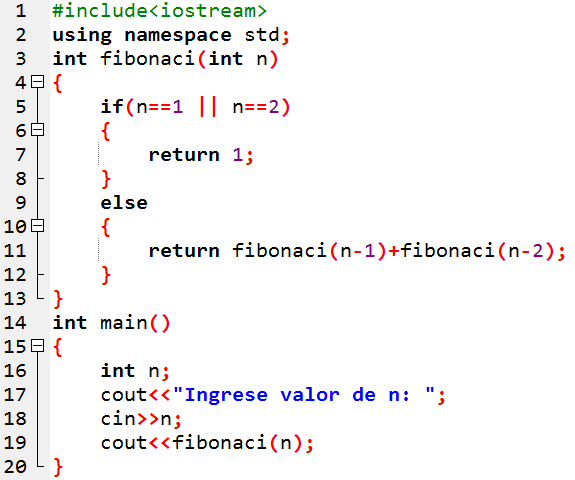 1 #include<iostream>
2 using namespace std;
3 int fibonaci(int n)
4 {
5 if(n==1 || n==2)
6 {
7 return 1;
8 }
9 else
10 {
11 return fibonaci(n-1)+fibonaci(n-2);
12 }
13 }
14 int main()
15 {
16 int n;
17 cout<<"Ingrese valor de n: ";
18 cin>>n;
19 cout<<fibonaci(n);
20 }